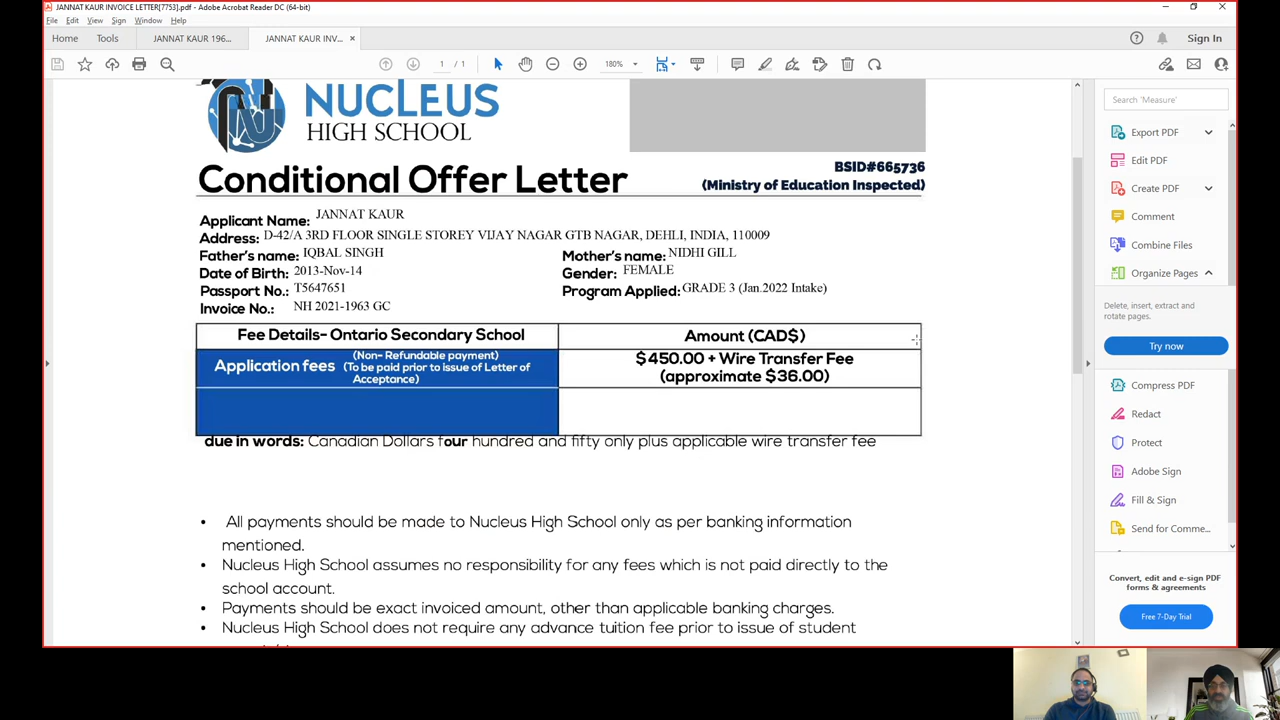 JANNAT KAUR INVOICE LETTER[7753].pdf - Adobe Acrobat Reader DC (64-bit)
File Edit View Sign Window Help
Home Tools JANNAT KAUR 196... JANNAT KAUR INV... × Sign In
1 / 1 180%
NUCLEUS
HIGH SCHOOL
Conditional Offer Letter
BSID#665736
(Ministry of Education Inspected)
Applicant Name: JANNAT KAUR
Address: D-42/A 3RD FLOOR SINGLE STOREY VIJAY NAGAR GTB NAGAR, DEHLI, INDIA, 110009
Father's name: IQBAL SINGH Mother's name: NIDHI GILL
Date of Birth: 2013-Nov-14 Gender: FEMALE
Passport No.: T5647651 Program Applied: GRADE 3 (Jan.2022 Intake)
Invoice No.: NH 2021-1963 GC
Fee Details- Ontario Secondary School Amount (CAD$)
Application fees (Non- Refundable payment)
(To be paid prior to issue of Letter of
Acceptance)
$450.00 + Wire Transfer Fee
(approximate $36.00)
due in words: Canadian Dollars four hundred and fifty only plus applicable wire transfer fee
• All payments should be made to Nucleus High School only as per banking information
mentioned.
• Nucleus High School assumes no responsibility for any fees which is not paid directly to the
school account.
• Payments should be exact invoiced amount, other than applicable banking charges.
• Nucleus High School does not require any advance tuition fee prior to issue of student
Search 'Measure'
Export PDF
Edit PDF
Create PDF
Comment
Combine Files
Organize Pages
Delete, insert, extract and
rotate pages.
Try now
Compress PDF
Redact
Protect
Adobe Sign
Fill & Sign
Send for Comme...
Convert, edit and e-sign PDF
forms & agreements
Free 7-Day Trial